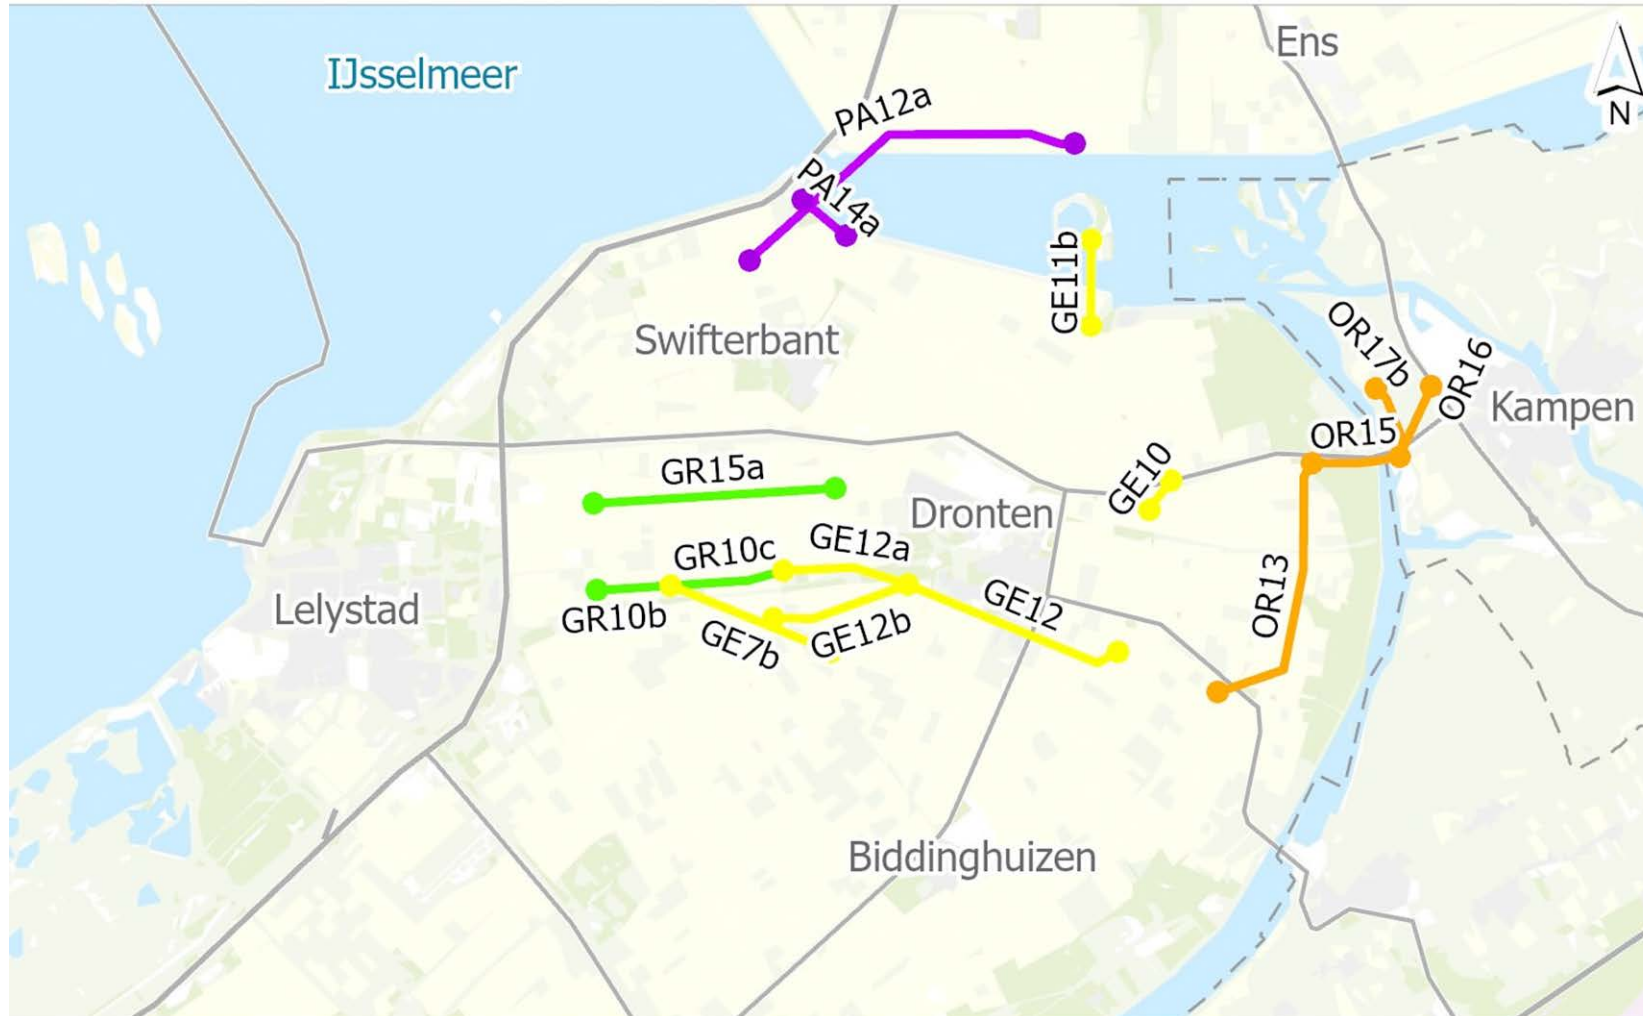 Ens
IJsselmeer
N
PA12a
PA14a
GE11b
Swifterbant
OR17b
OR16
Kampen
OR15
GR15a
GE10
Dronten
GR10c
GE12a
OR13
Lelystad
GR10b
GE7b
GE12b
GE12
Biddinghuizen